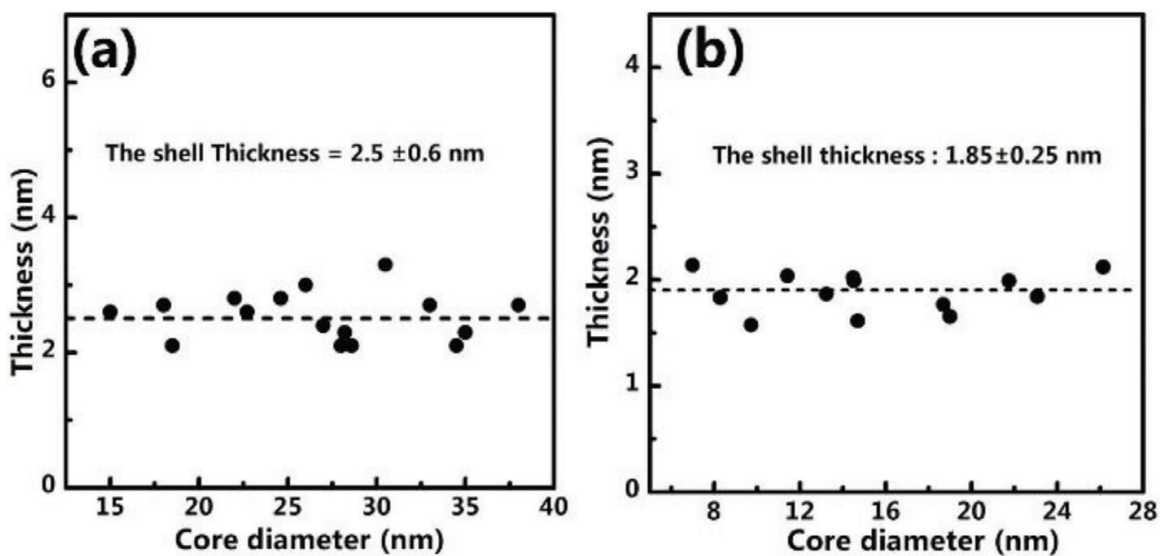 (a)
6
4
2
0
Thickness (nm)
The shell Thickness = 2.5 ±0.6 nm
15 20 25 30 35 40
Core diameter (nm)
(b)
4
3
2
1
0
Thickness (nm)
The shell thickness : 1.85±0.25 nm
8 12 16 20 24 28
Core diameter (nm)